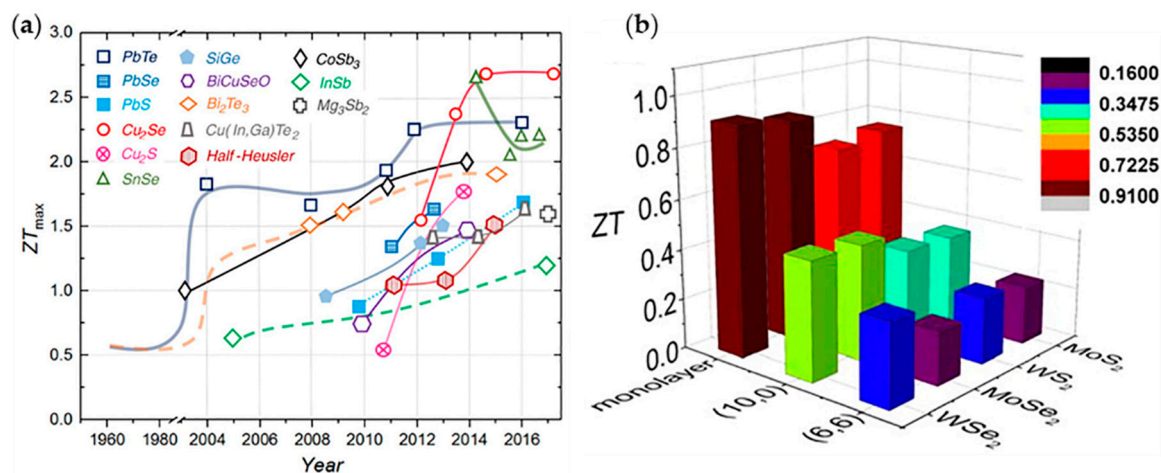 (a)
ZTmax
3.0
2.5
2.0
1.5
1.0
0.5
0.0
PbTe
PbSe
PbS
Cu₂Se
Cu₂S
SnSe
SiGe
BiCuSeO
Bi₂Te₃
Cu(In,Ga)Te₂
Half-Heusler
CoSb₃
InSb
Mg₃Sb₂
1960 1980 2004 2006 2008 2010 2012 2014 2016
Year
(b)
ZT
1.0
0.8
0.6
0.4
0.2
0.0
0.1600
0.3475
0.5350
0.7225
0.9100
monolayer
(10,0)
(6,6)
MoS₂
WS₂
MoSe₂
WSe₂